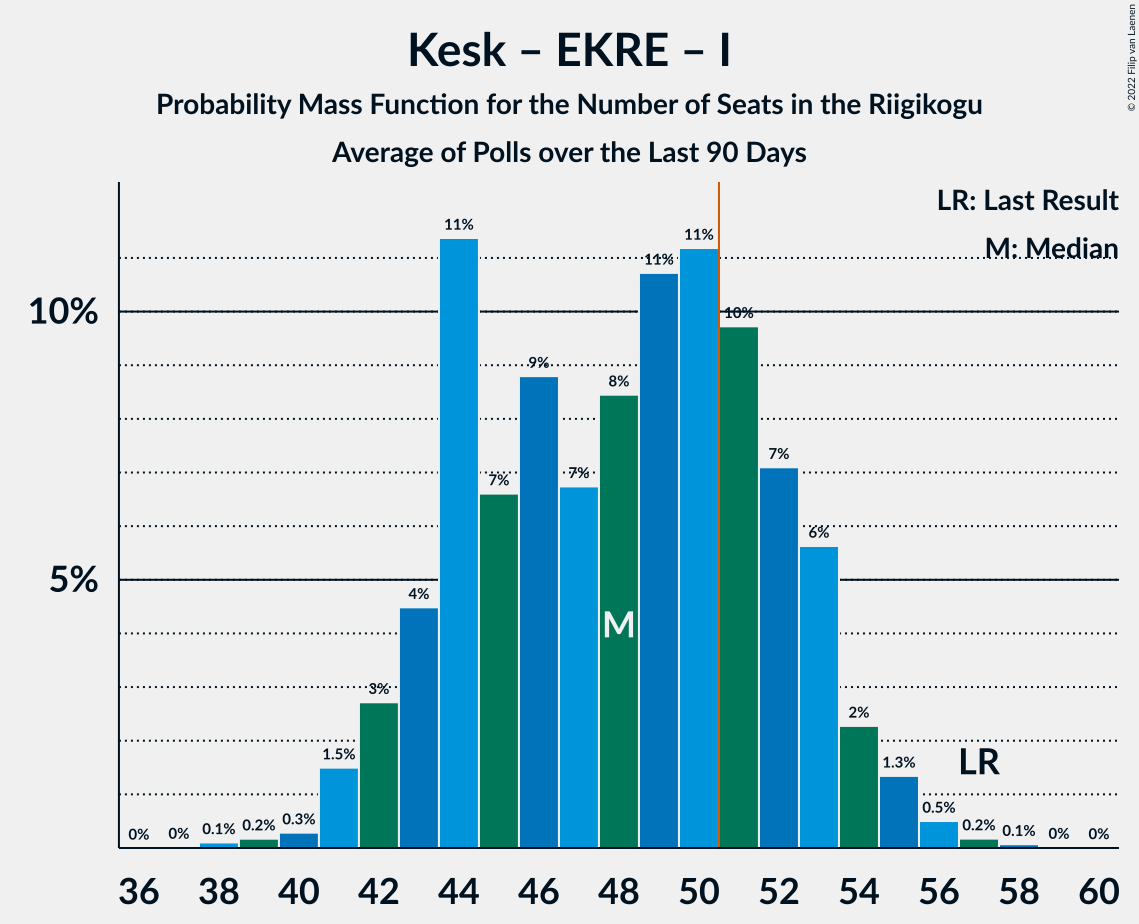 Kesk – EKRE – I
Probability Mass Function for the Number of Seats in the Riigikogu
Average of Polls over the Last 90 Days
© 2022 Filip van Laenen
LR: Last Result
M: Median
10%
5%
0% 0% 0.1% 0.2% 0.3% 1.5% 3% 4% 11% 7% 9% 7% 8% 11% 11% 10% 7% 6% 2% 1.3% 0.5% 0.2% 0.1% 0% 0%
M
LR
36 38 40 42 44 46 48 50 52 54 56 58 60